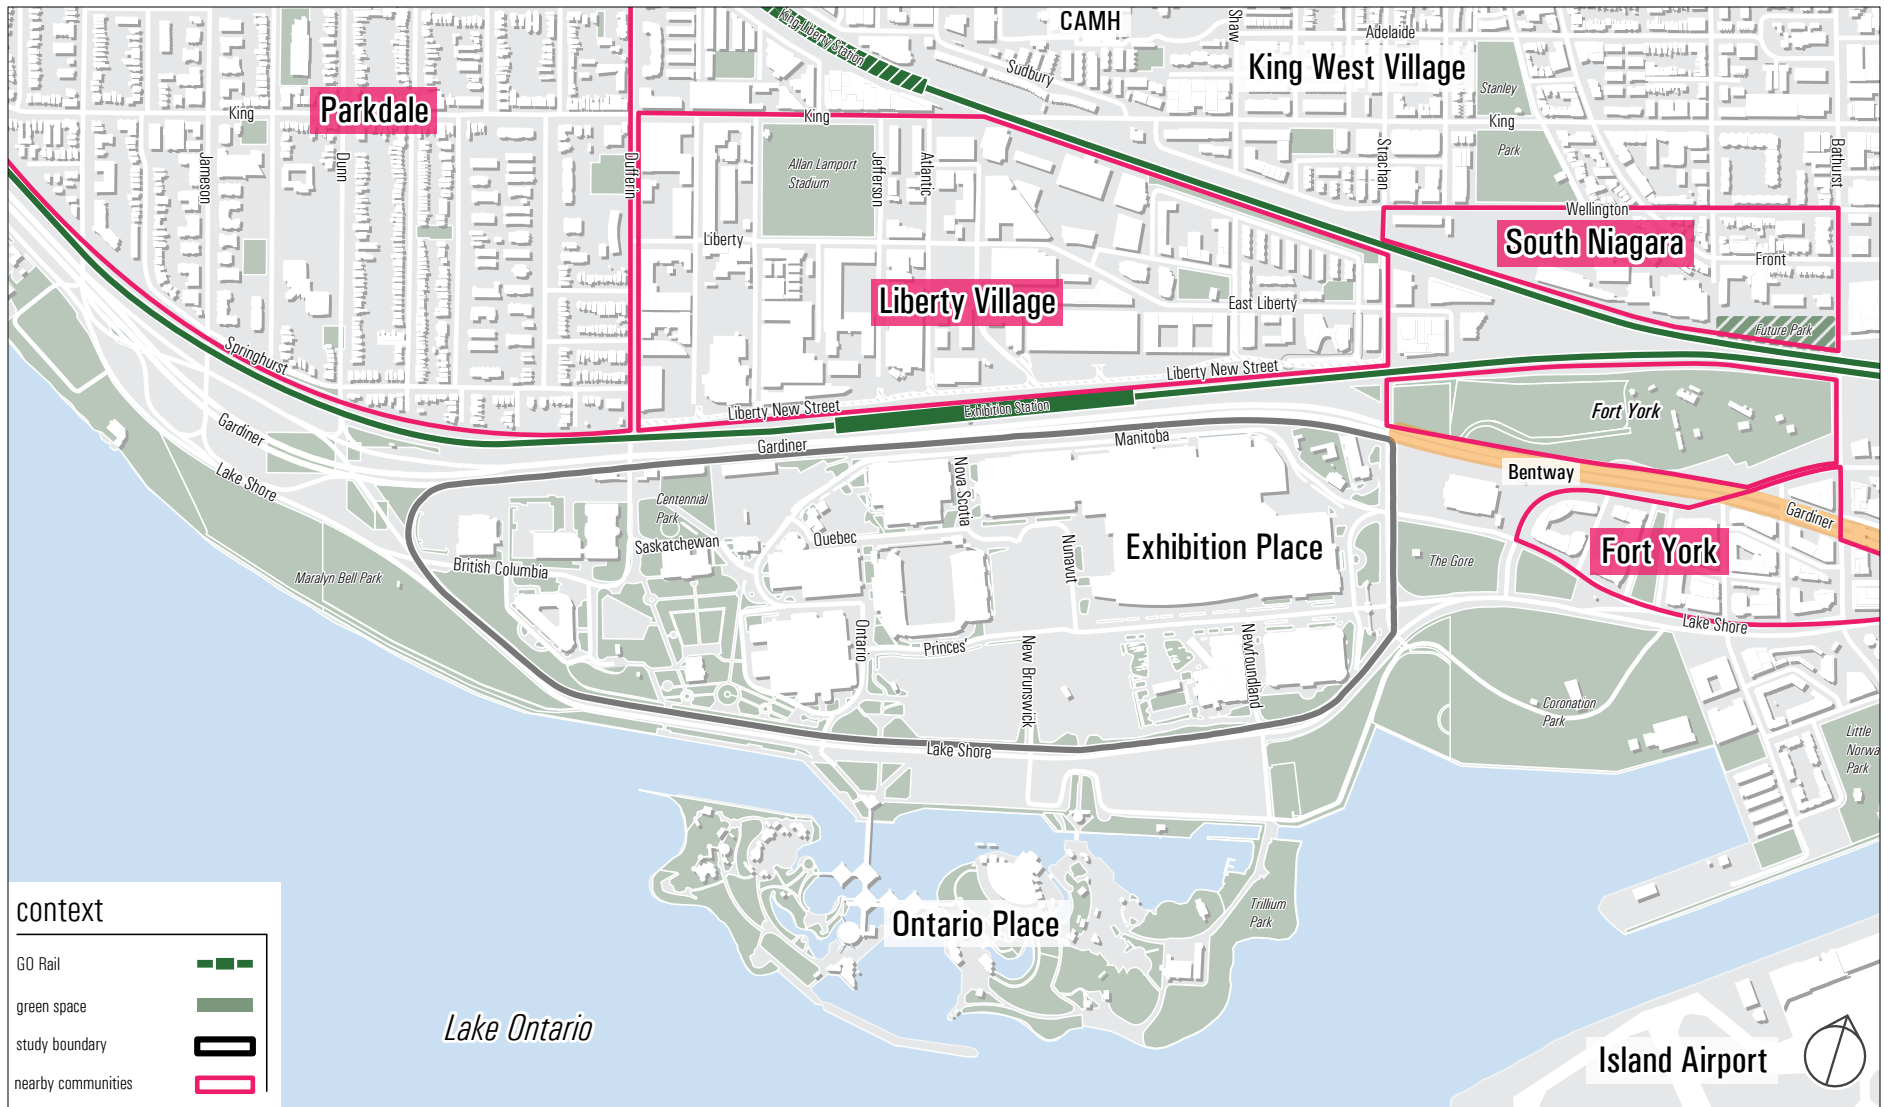 CAMH
Shaw
Adelaide
King Liberty Station
Sudbury
King West Village
Stanley
Park
Parkdale
King
King
King
Bathurst
Strachan
Jameson
Dunn
Dufferin
Allan Lamport
Stadium
Jefferson
Atlantic
Wellington
South Niagara
Front
Liberty
Liberty Village
East Liberty
Future Park
Springhurst
Liberty New Street
Liberty New Street
Exhibition Station
Fort York
Gardiner
Gardiner
Manitoba
Bentway
Gardiner
Lake Shore
Centennial
Park
Nova Scotia
Quebec
Saskatchewan
British Columbia
Nunavut
Exhibition Place
The Gore
Fort York
Maralyn Bell Park
Ontario
Princes'
New Brunswick
Newfoundland
Lake Shore
Coronation
Park
Lake Shore
Little
Norwa
Park
Trillium
Park
Ontario Place
Lake Ontario
Island Airport
context
GO Rail
green space
study boundary
nearby communities